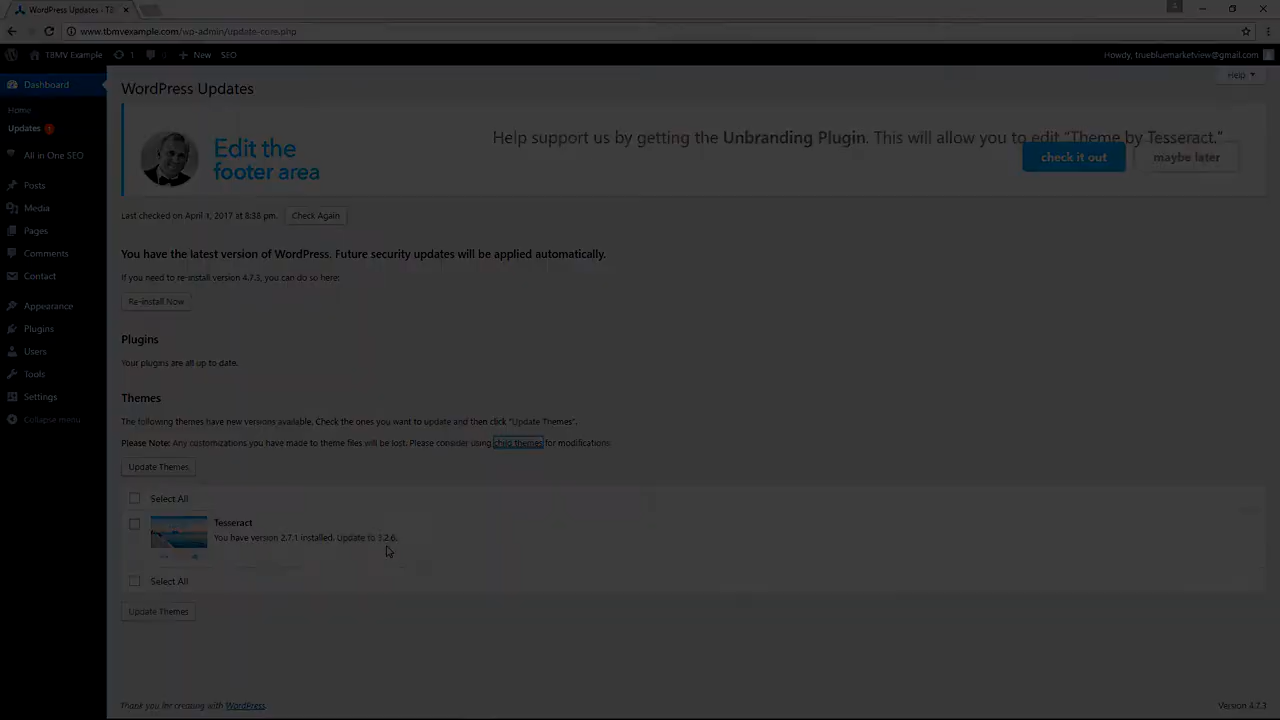 WordPress Updates - TB
www.tbmvexample.com/wp-admin/update-core.php
TBMV Example 1 New SEO Howdy, truebluemarketview@gmail.com
Dashboard
Help
WordPress Updates
Home
Updates 1
All in One SEO
Posts
Media
Pages
Comments
Contact
Appearance
Plugins
Users
Tools
Settings
Collapse menu
Edit the
footer area
Help support us by getting the Unbranding Plugin. This will allow you to edit "Theme by Tesseract."
check it out maybe later
Last checked on April 3, 2017 at 8:38 pm. Check Again
You have the latest version of WordPress. Future security updates will be applied automatically.
If you need to re-install version 4.7.3, you can do so here:
Re-install Now
Plugins
Your plugins are all up to date.
Themes
The following themes have new versions available. Check the ones you want to update and then click "Update Themes".
Please Note: Any customizations you have made to theme files will be lost. Please consider using child themes for modifications.
Update Themes
Select All
Tesseract
You have version 2.7.1 installed. Update to 3.2.6.
Select All
Update Themes
Thank you for creating with WordPress Version 4.7.3